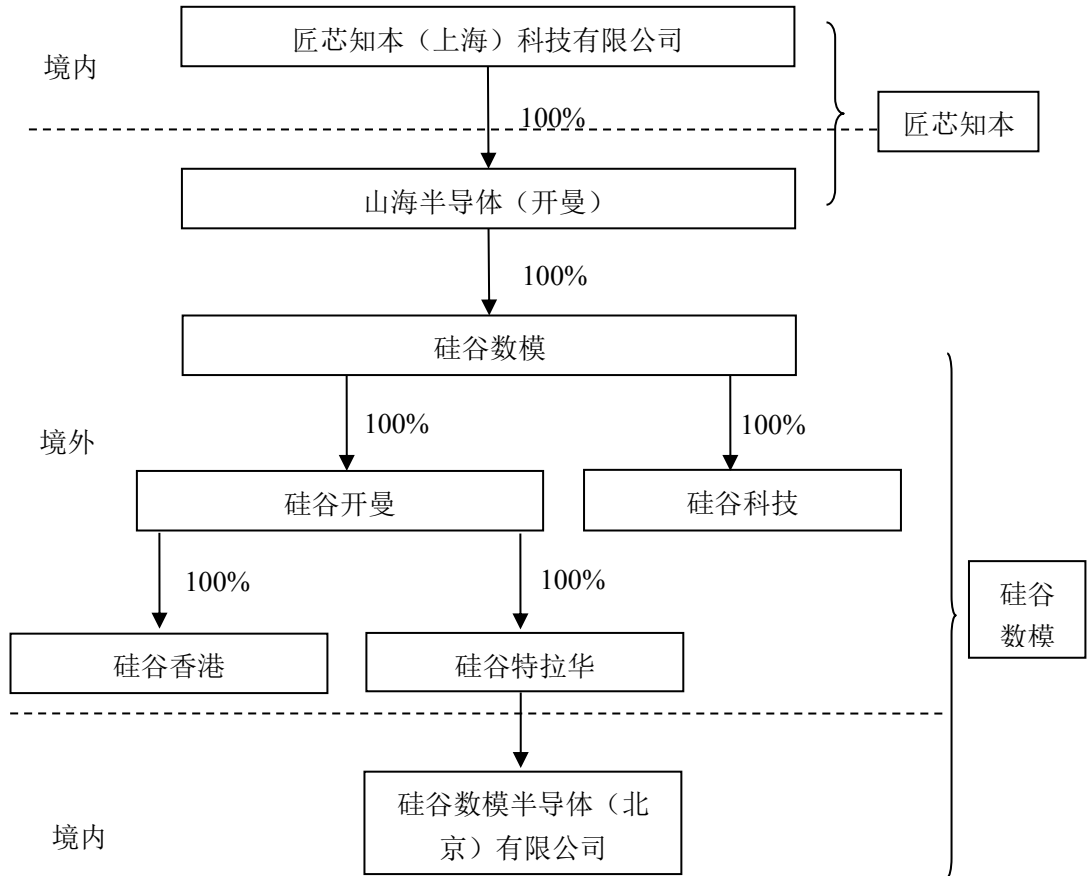 匠芯知本（上海）科技有限公司
境内
100%
匠芯知本
山海半导体（开曼）
100%
硅谷数模
100%
100%
境外
硅谷开曼
硅谷科技
100%
100%
硅谷
数模
硅谷香港
硅谷特拉华
硅谷数模半导体（北
京）有限公司
境内